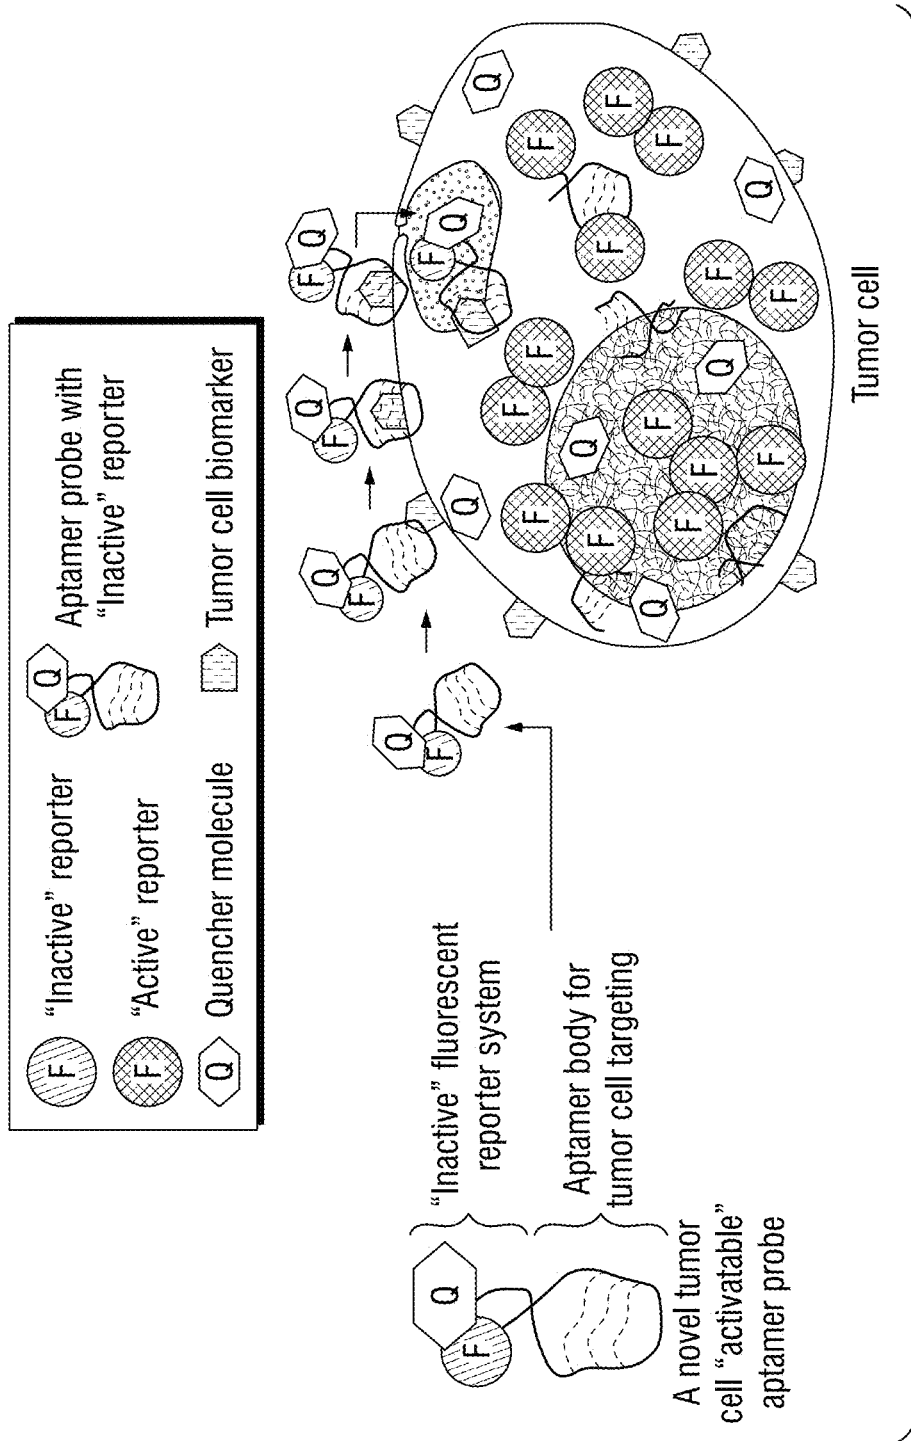 F "Inactive" reporter
Q
F
Aptamer probe with
"Inactive" reporter
F "Active" reporter
Q Quencher molecule
Tumor cell biomarker
Q
F
Q
F
Q
F
Q
F
Q
F
Q
Q
F
F
F
F
F
F
F
F
Q
F
F
Q
F
F
F
F
Q
Q
Q
Tumor cell
Q
F
"Inactive" fluorescent
reporter system
Aptamer body for
tumor cell targeting
A novel tumor
cell "activatable"
aptamer probe